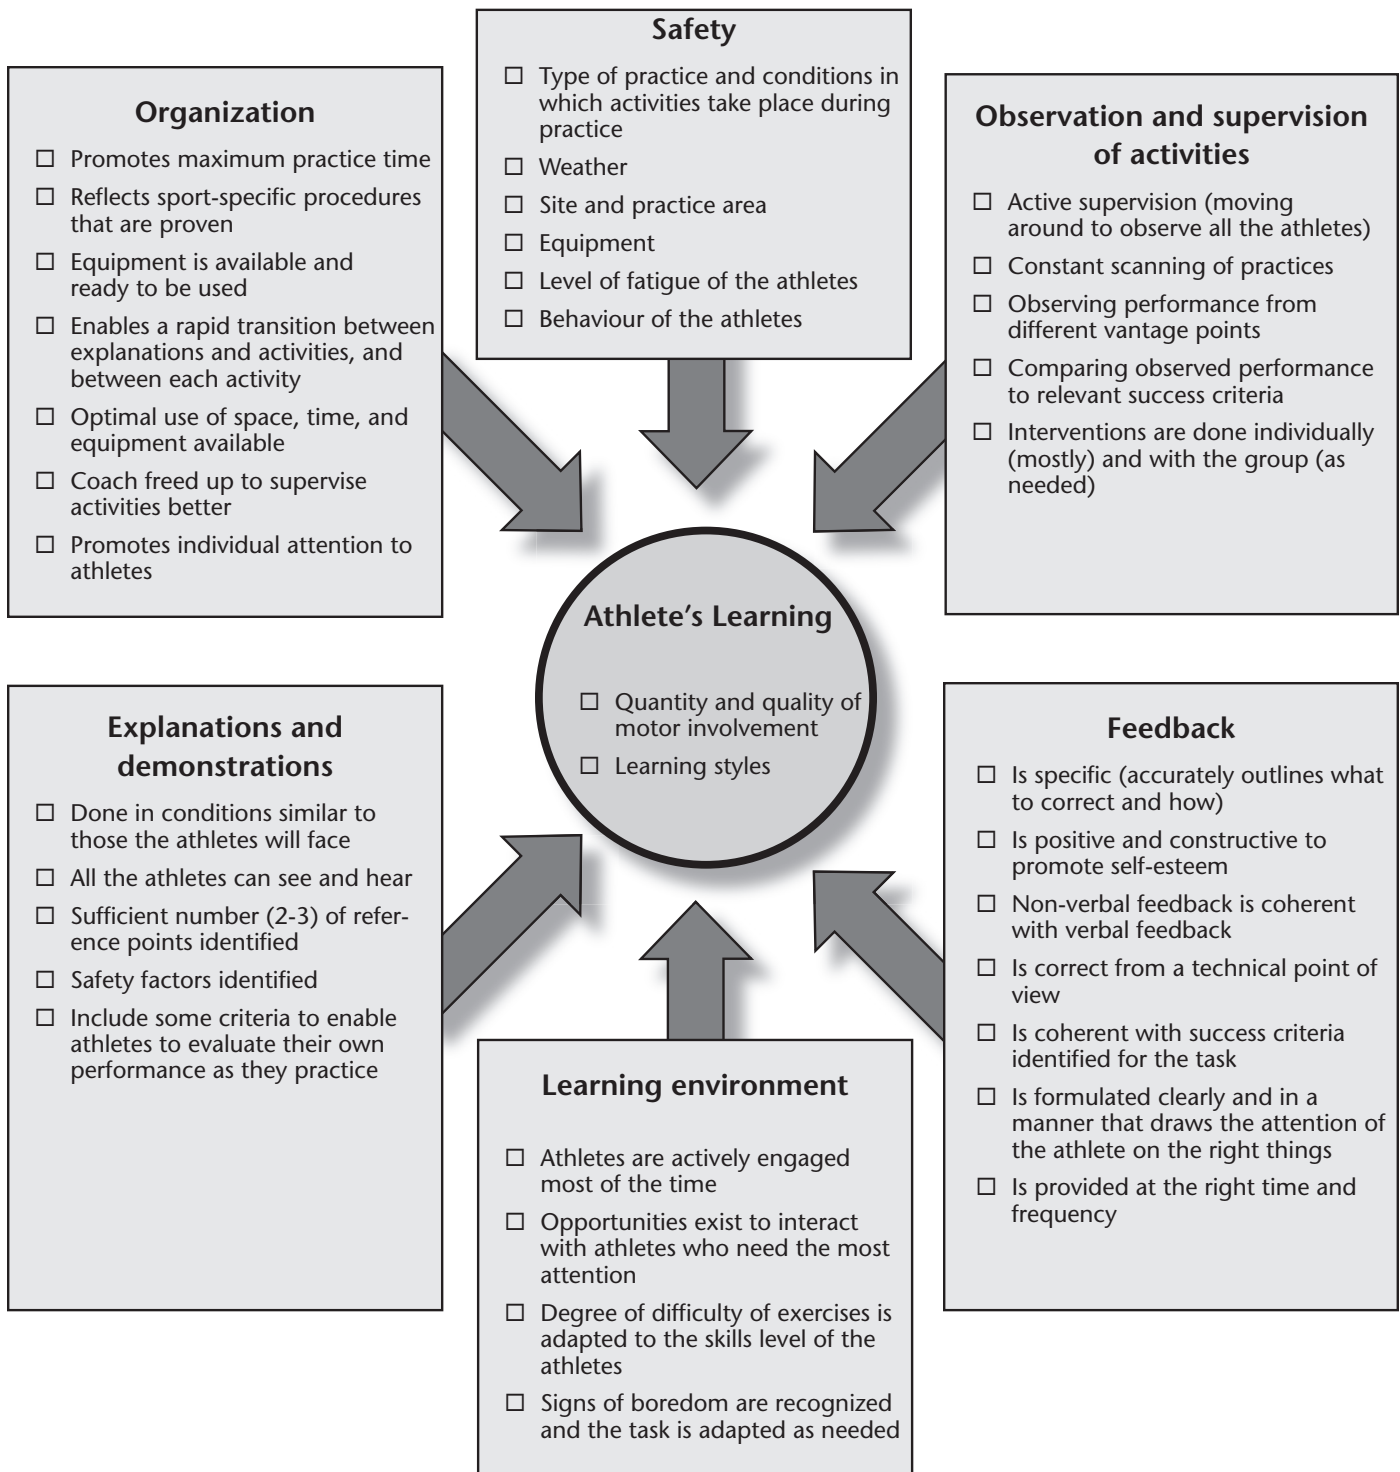 Safety
☐ Type of practice and conditions in
which activities take place during
practice
☐ Weather
☐ Site and practice area
☐ Equipment
☐ Level of fatigue of the athletes
☐ Behaviour of the athletes
Organization
☐ Promotes maximum practice time
☐ Reflects sport-specific procedures
that are proven
☐ Equipment is available and
ready to be used
☐ Enables a rapid transition between
explanations and activities, and
between each activity
☐ Optimal use of space, time, and
equipment available
☐ Coach freed up to supervise
activities better
☐ Promotes individual attention to
athletes
Observation and supervision
of activities
☐ Active supervision (moving
around to observe all the athletes)
☐ Constant scanning of practices
☐ Observing performance from
different vantage points
☐ Comparing observed performance
to relevant success criteria
☐ Interventions are done individually
(mostly) and with the group (as
needed)
Athlete’s Learning
☐ Quantity and quality of
motor involvement
☐ Learning styles
Explanations and
demonstrations
☐ Done in conditions similar to
those the athletes will face
☐ All the athletes can see and hear
☐ Sufficient number (2-3) of refer-
ence points identified
☐ Safety factors identified
☐ Include some criteria to enable
athletes to evaluate their own
performance as they practice
Feedback
☐ Is specific (accurately outlines what
to correct and how)
☐ Is positive and constructive to
promote self-esteem
☐ Non-verbal feedback is coherent
with verbal feedback
☐ Is correct from a technical point of
view
☐ Is coherent with success criteria
identified for the task
☐ Is formulated clearly and in a
manner that draws the attention of
the athlete on the right things
☐ Is provided at the right time and
frequency
Learning environment
☐ Athletes are actively engaged
most of the time
☐ Opportunities exist to interact
with athletes who need the most
attention
☐ Degree of difficulty of exercises is
adapted to the skills level of the
athletes
☐ Signs of boredom are recognized
and the task is adapted as needed